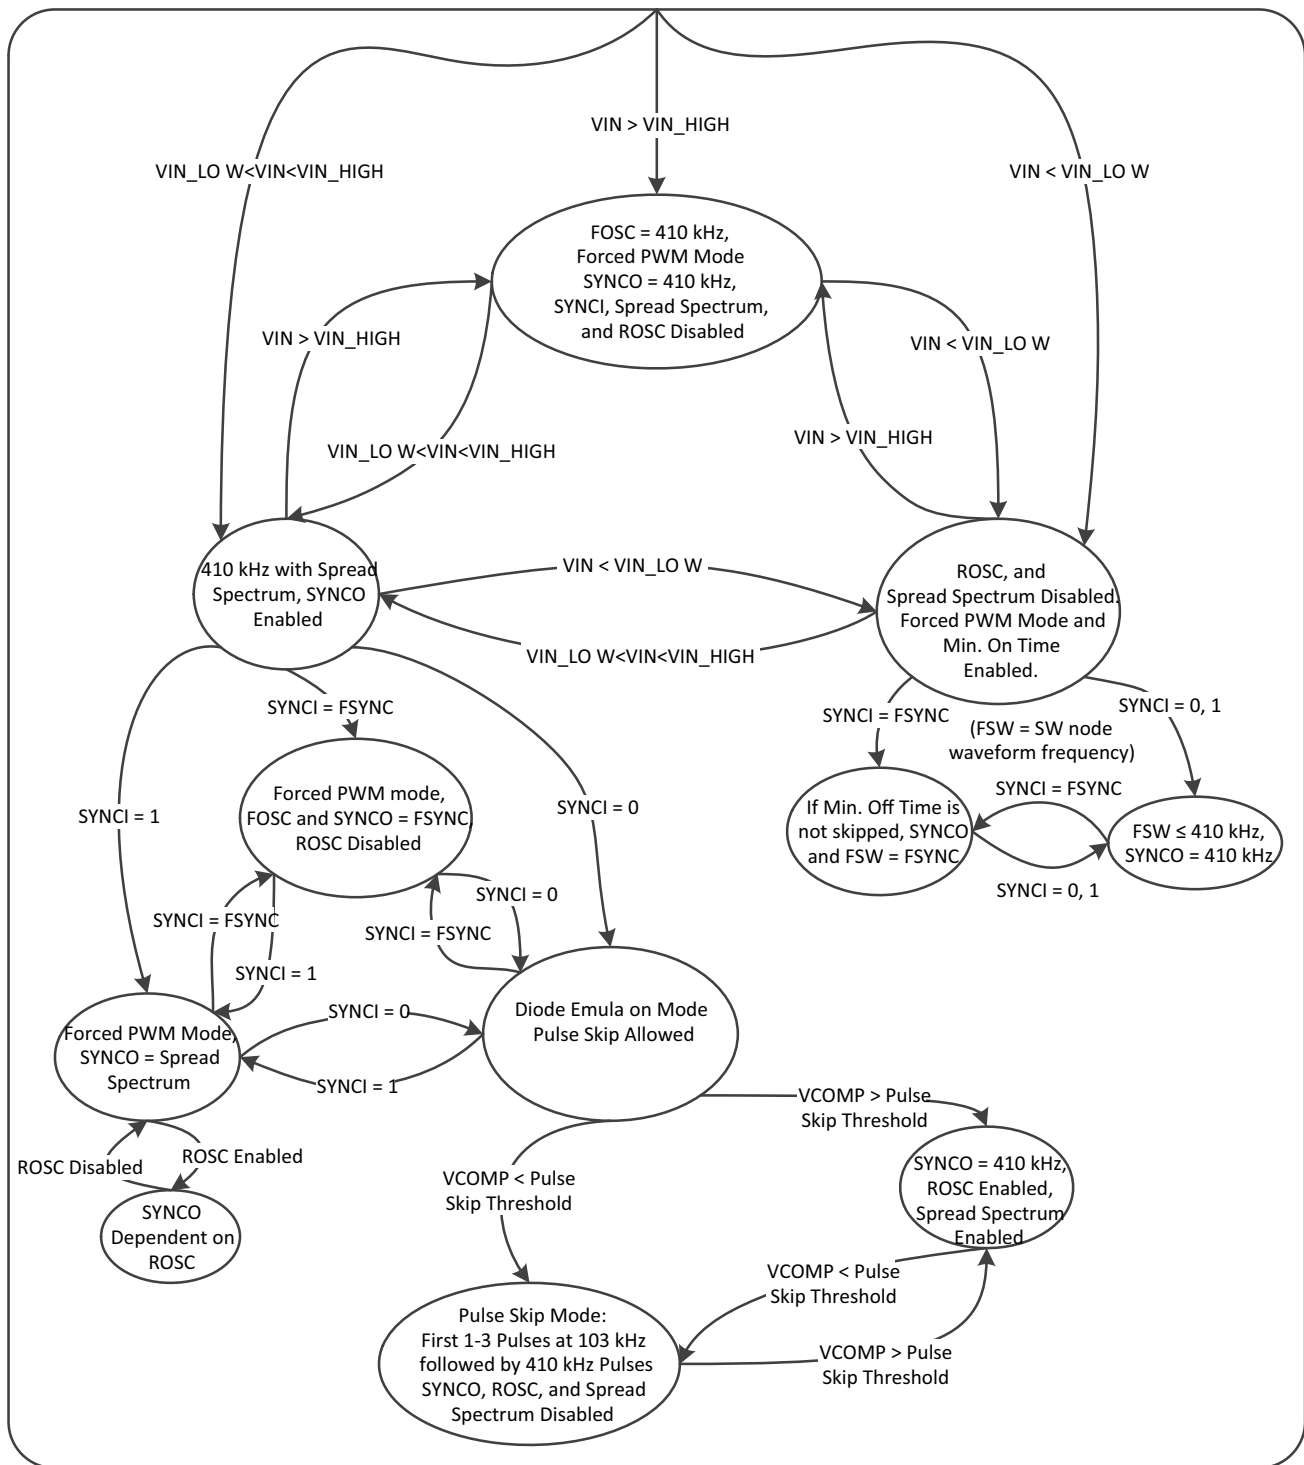 VIN > VIN_HIGH
VIN_LO W<VIN<VIN_HIGH
VIN < VIN_LO W
FOSC = 410 kHz,
Forced PWM Mode
SYNCO = 410 kHz,
SYNCI, Spread Spectrum,
and ROSC Disabled
VIN > VIN_HIGH
VIN < VIN_LO W
VIN_LO W<VIN<VIN_HIGH
VIN > VIN_HIGH
410 kHz with Spread
Spectrum, SYNCO
Enabled
VIN < VIN_LO W
VIN_LO W<VIN<VIN_HIGH
ROSC, and
Spread Spectrum Disabled.
Forced PWM Mode and
Min. On Time
Enabled.
SYNCI = FSYNC
SYNCI = FSYNC
SYNCI = 0, 1
(FSW = SW node
waveform frequency)
SYNCI = 1
Forced PWM mode,
FOSC and SYNCO = FSYNC,
ROSC Disabled
SYNCI = 0
If Min. Off Time is
not skipped, SYNCO
and FSW = FSYNC
SYNCI = FSYNC
FSW ≤ 410 kHz,
SYNCO = 410 kHz
SYNCI = 0, 1
SYNCI = FSYNC
SYNCI = 1
SYNCI = 0
SYNCI = FSYNC
Forced PWM Mode,
SYNCO = Spread
Spectrum
SYNCI = 0
SYNCI = 1
Diode Emula on Mode
Pulse Skip Allowed
ROSC Disabled
ROSC Enabled
SYNCO
Dependent on
ROSC
VCOMP < Pulse
Skip Threshold
VCOMP > Pulse
Skip Threshold
SYNCO = 410 kHz,
ROSC Enabled,
Spread Spectrum
Enabled
VCOMP < Pulse
Skip Threshold
Pulse Skip Mode:
First 1-3 Pulses at 103 kHz
followed by 410 kHz Pulses
SYNCO, ROSC, and Spread
Spectrum Disabled
VCOMP > Pulse
Skip Threshold